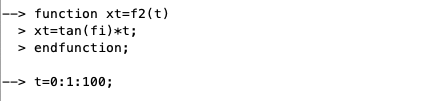 --> function xt=f2(t)
> xt=tan(fi)*t;
> endfunction;
--> t=0:1:100;